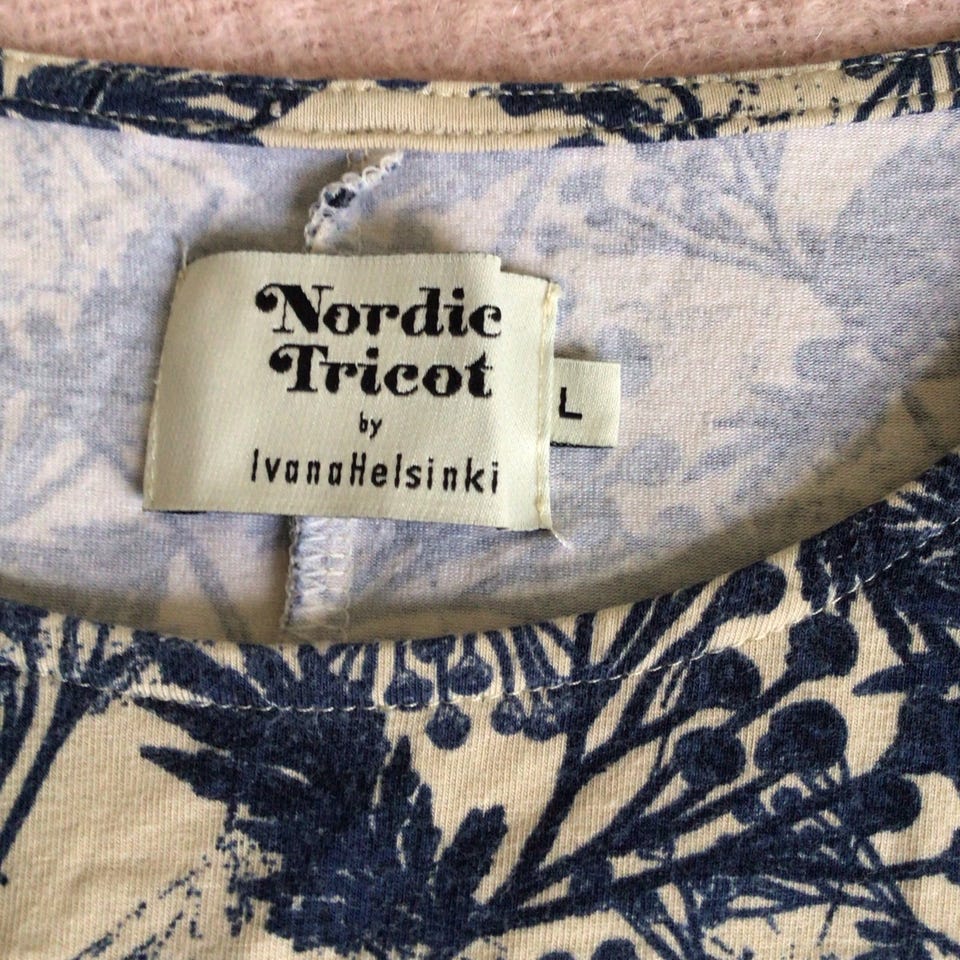 Nordic
Tricot
by
IvanaHelsinki
L